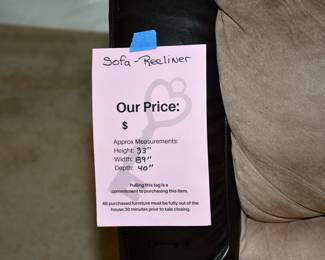 Sofa-Recliner
Our Price:
$
Approx Measurements:
Height: 33"
Width: 89"
Depth: 40"
Pulling this tag is a
commitment to purchasing this item.
All purchased furniture must be fully out of the
house 30 minutes prior to sale closing.